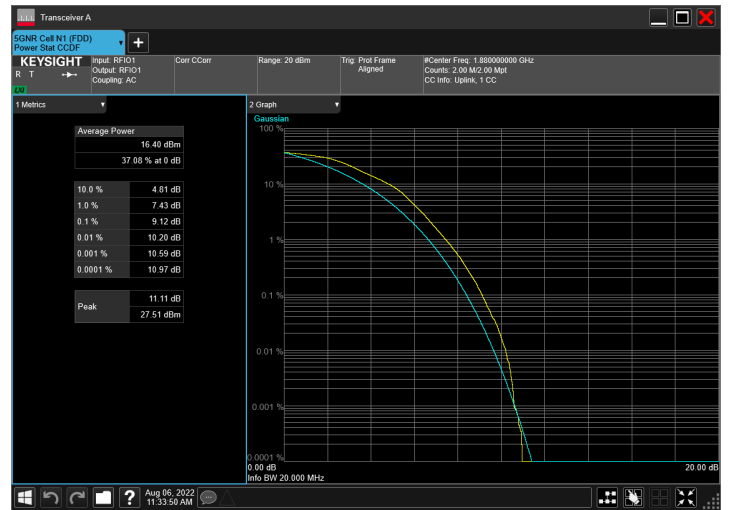 Transceiver A
5GNR Cell N1 (FDD)
Power Stat CCDF
KEYSIGHT
R T
LXI
Input: RFIO1
Output: RFIO1
Coupling: AC
Corr CCorr
Range: 20 dBm
Trig: Prot Frame
Aligned
#Center Freq: 1.880000000 GHz
Counts: 2.00 M/2.00 Mpt
CC Info: Uplink, 1 CC
1 Metrics
Average Power
16.40 dBm
37.08 % at 0 dB
10.0 % 4.81 dB
1.0 % 7.43 dB
0.1 % 9.12 dB
0.01 % 10.20 dB
0.001 % 10.59 dB
0.0001 % 10.97 dB
Peak
11.11 dB
27.51 dBm
2 Graph
Gaussian
100 %
10 %
1 %
0.1 %
0.01 %
0.001 %
0.0001 %
0.00 dB 20.00 dB
Info BW 20.000 MHz
?
Aug 06, 2022
11:33:50 AM